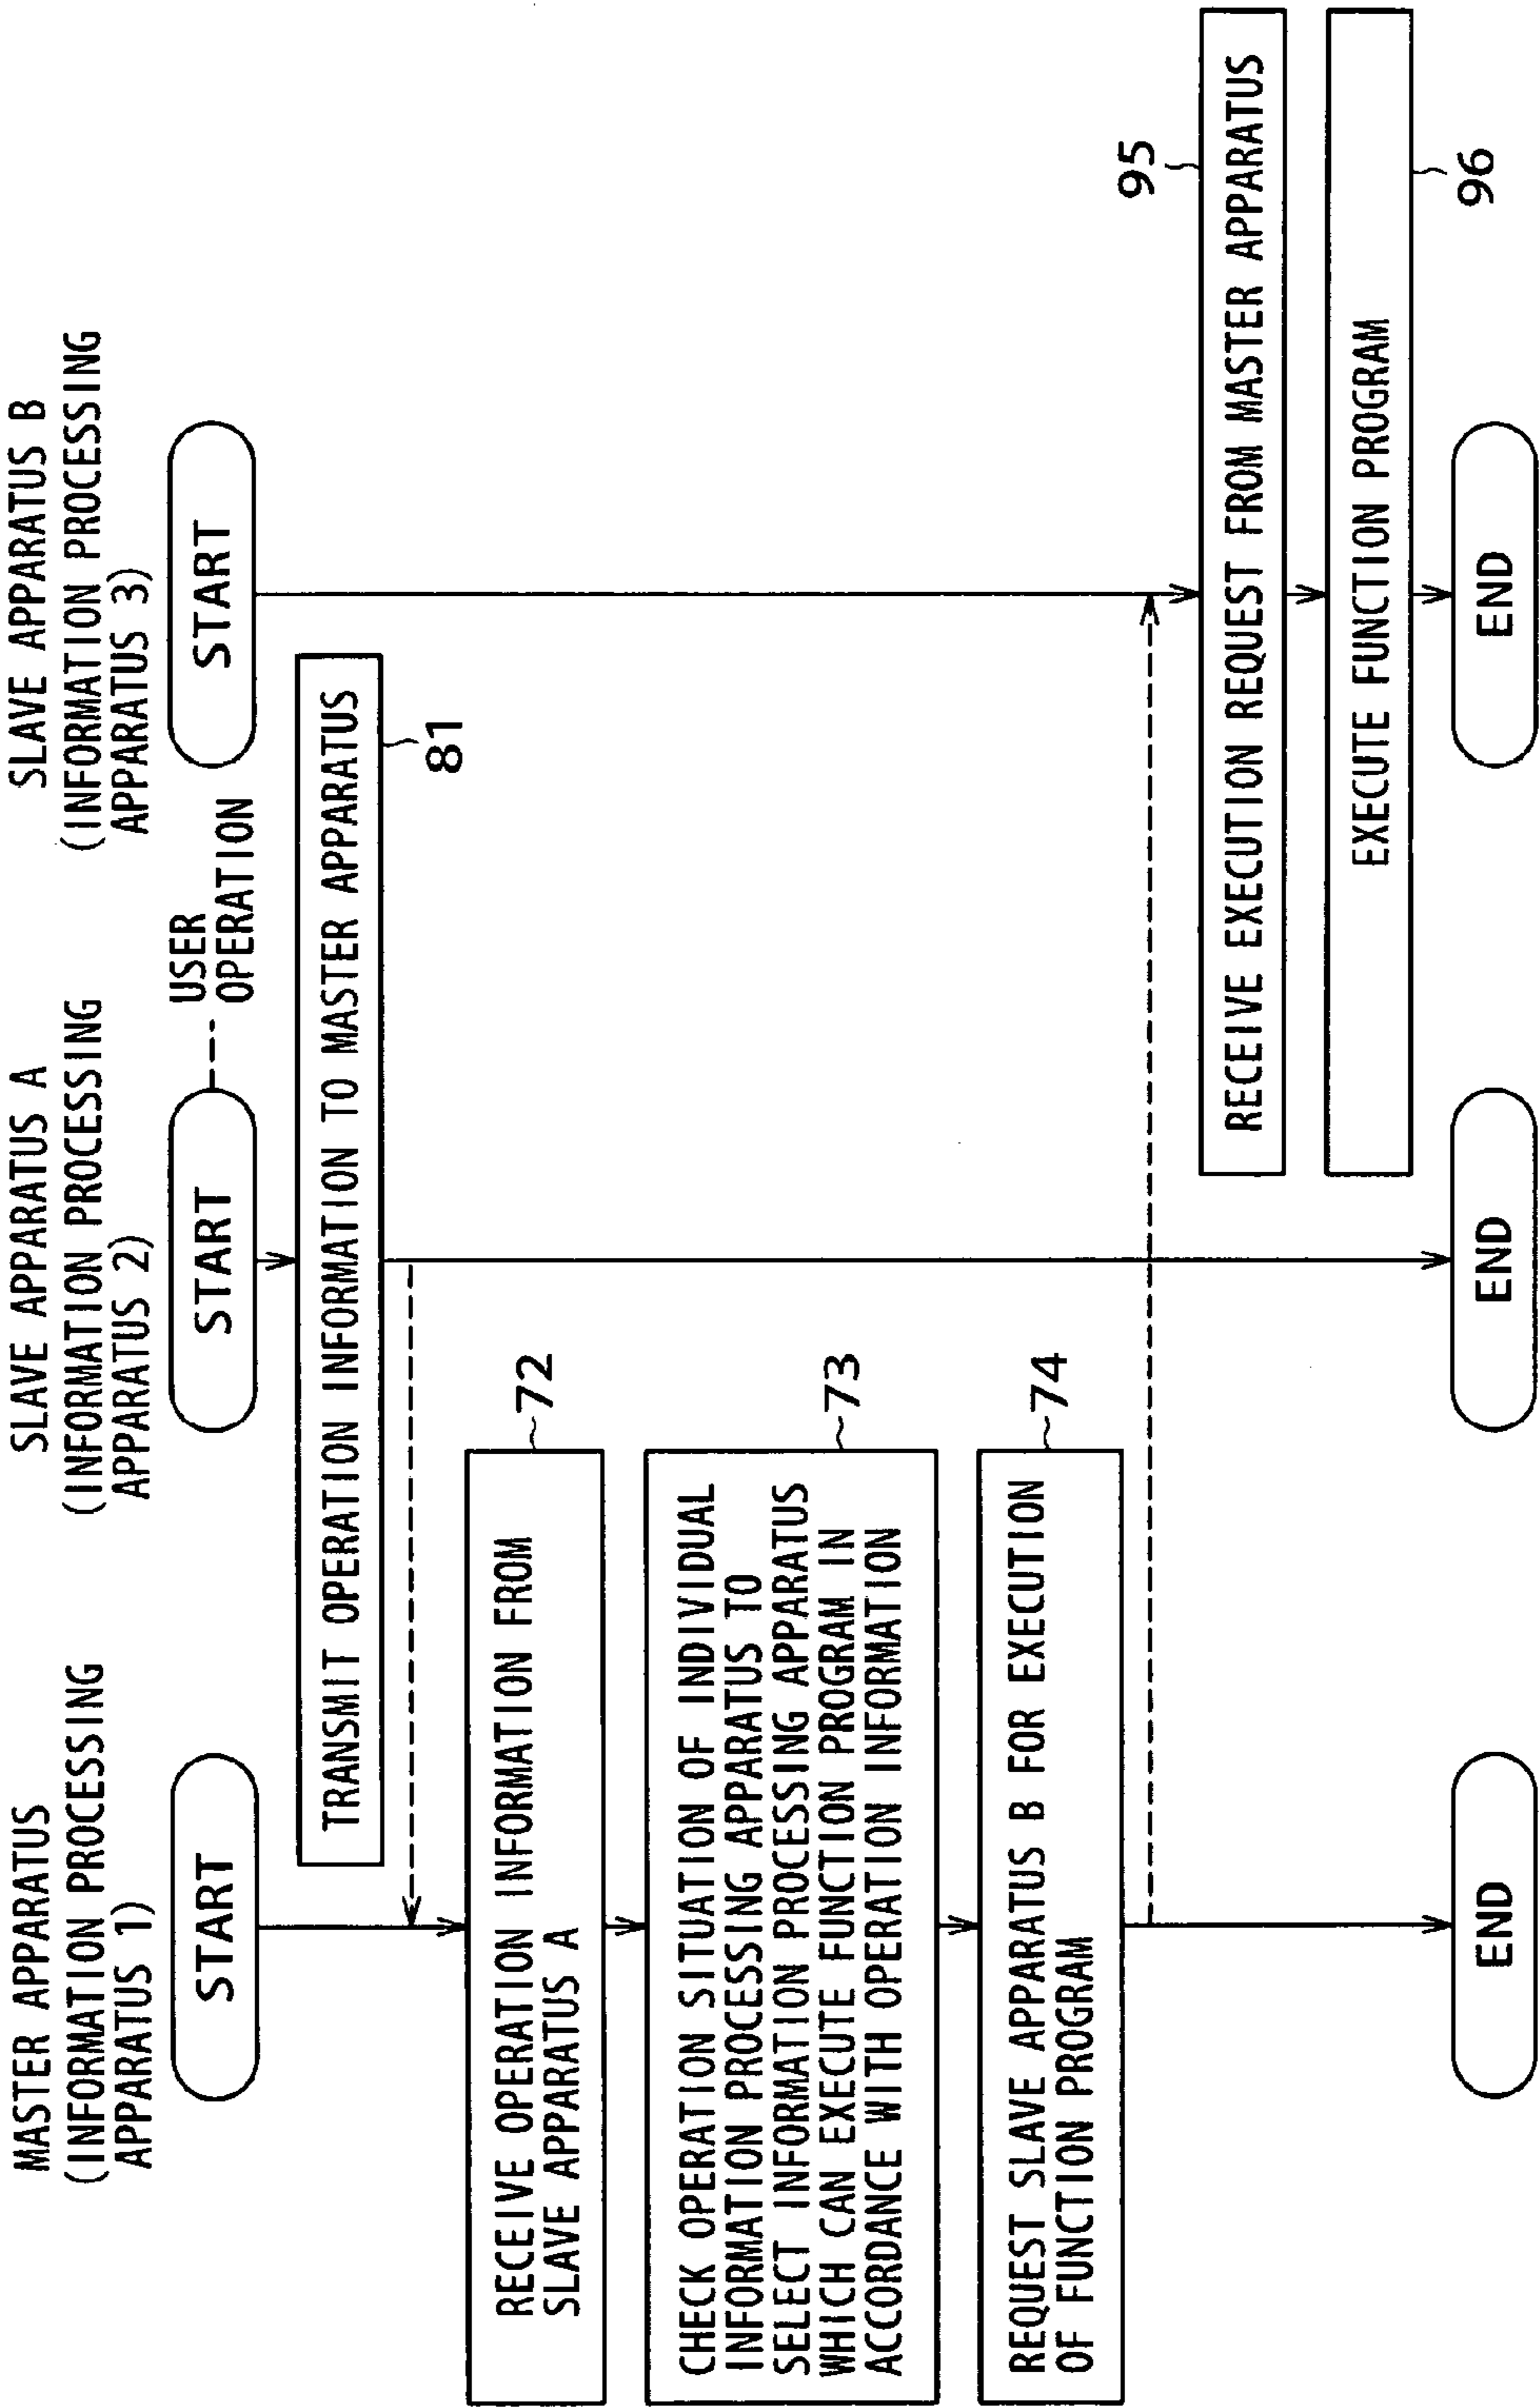 MASTER APPARATUS
(INFORMATION PROCESSING
APPARATUS 1)
SLAVE APPARATUS A
(INFORMATION PROCESSING
APPARATUS 2)
SLAVE APPARATUS B
(INFORMATION PROCESSING
APPARATUS 3)
START
START
USER
OPERATION
START
TRANSMIT OPERATION INFORMATION TO MASTER APPARATUS
81
RECEIVE OPERATION INFORMATION FROM
SLAVE APPARATUS A
72
CHECK OPERATION SITUATION OF INDIVIDUAL
INFORMATION PROCESSING APPARATUS TO
SELECT INFORMATION PROCESSING APPARATUS
WHICH CAN EXECUTE FUNCTION PROGRAM IN
ACCORDANCE WITH OPERATION INFORMATION
73
REQUEST SLAVE APPARATUS B FOR EXECUTION
OF FUNCTION PROGRAM
74
95
RECEIVE EXECUTION REQUEST FROM MASTER APPARATUS
EXECUTE FUNCTION PROGRAM
96
END
END
END